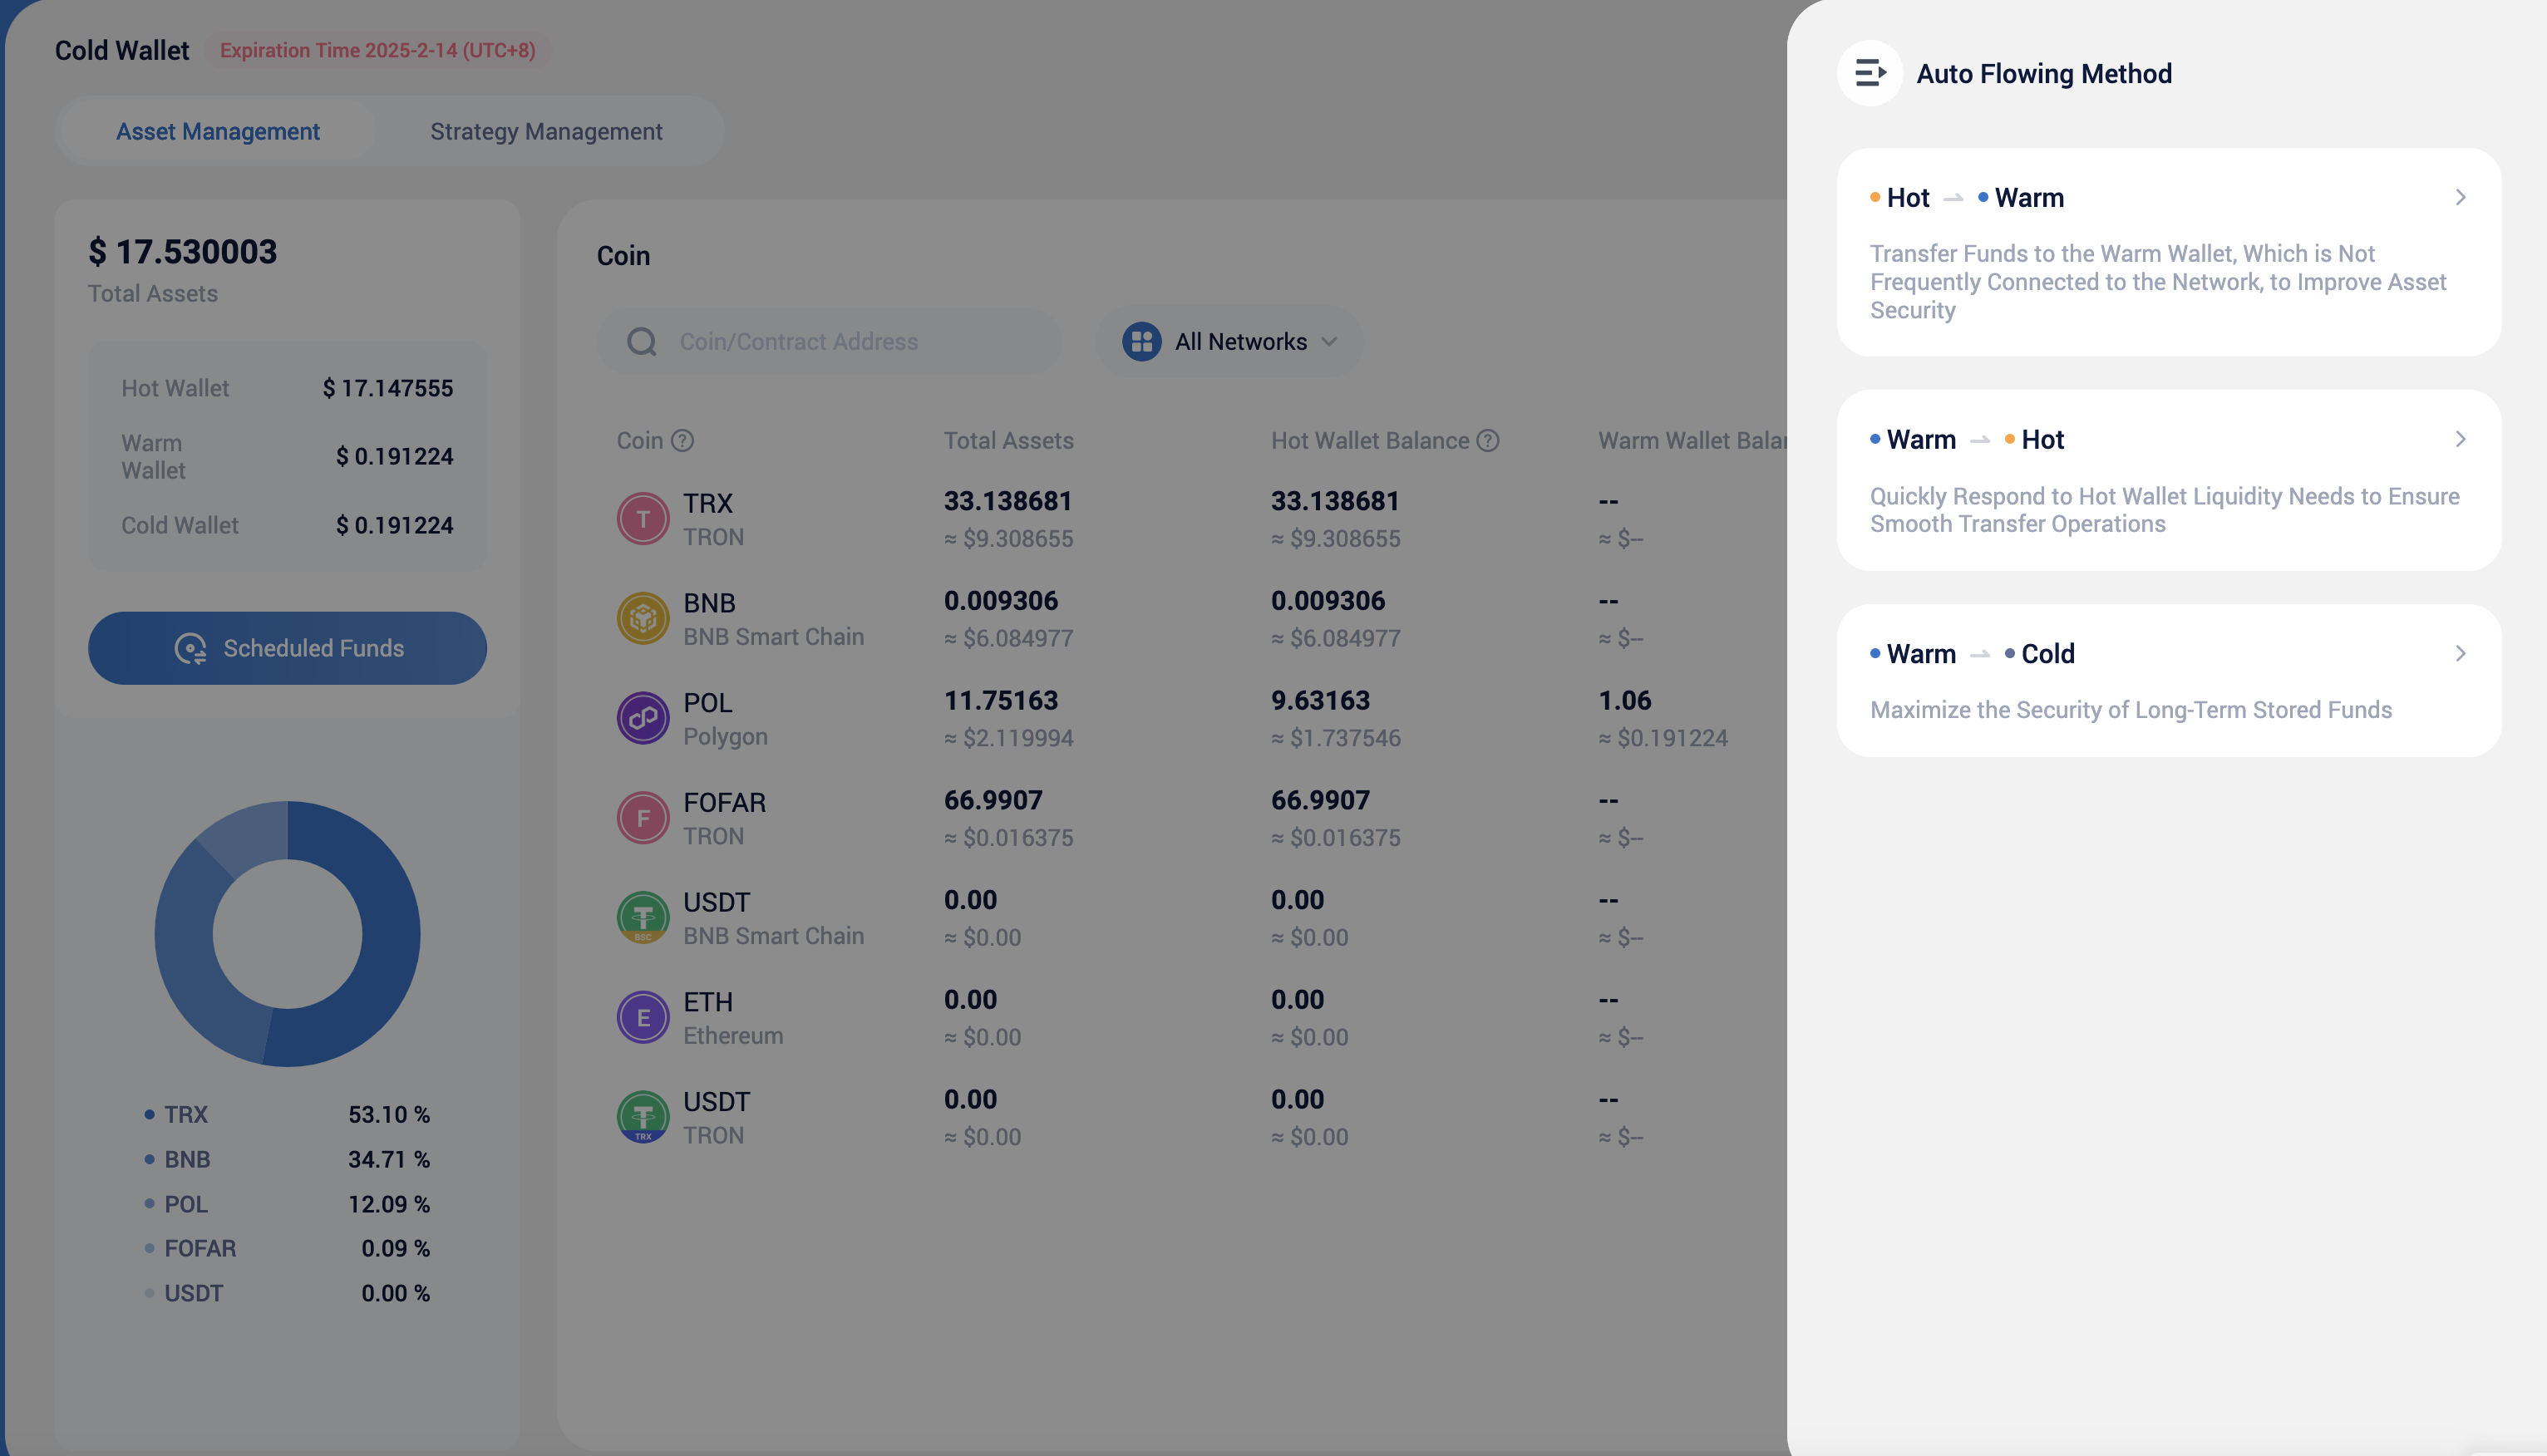 Cold Wallet
Expiration Time 2025-2-14 (UTC+8)
Asset Management
Strategy Management
$ 17.530003
Total Assets
Hot Wallet $ 17.147555
Warm
Wallet $ 0.191224
Cold Wallet $ 0.191224
Scheduled Funds
TRX 53.10 %
BNB 34.71 %
POL 12.09 %
FOFAR 0.09 %
USDT 0.00 %
Coin
Coin/Contract Address
All Networks
Coin ? Total Assets Hot Wallet Balance ? Warm Wallet Balan
T TRX 33.138681 33.138681 --
TRON ≈ $9.308655 ≈ $9.308655 ≈ $--
BNB 0.009306 0.009306 --
BNB Smart Chain ≈ $6.084977 ≈ $6.084977 ≈ $--
POL 11.75163 9.63163 1.06
Polygon ≈ $2.119994 ≈ $1.737546 ≈ $0.191224
F FOFAR 66.9907 66.9907 --
TRON ≈ $0.016375 ≈ $0.016375 ≈ $--
USDT 0.00 0.00 --
BSC BNB Smart Chain ≈ $0.00 ≈ $0.00 ≈ $--
E ETH 0.00 0.00 --
Ethereum ≈ $0.00 ≈ $0.00 ≈ $--
USDT 0.00 0.00 --
TRX TRON ≈ $0.00 ≈ $0.00 ≈ $--
Auto Flowing Method
Hot → Warm
Transfer Funds to the Warm Wallet, Which is Not
Frequently Connected to the Network, to Improve Asset
Security
Warm → Hot
Quickly Respond to Hot Wallet Liquidity Needs to Ensure
Smooth Transfer Operations
Warm → Cold
Maximize the Security of Long-Term Stored Funds